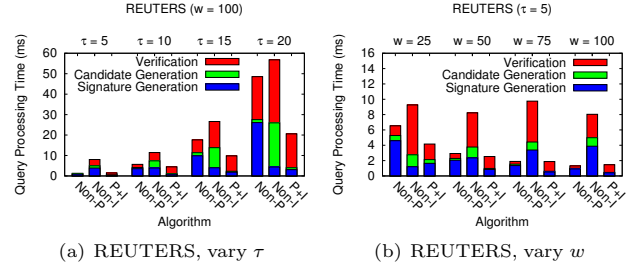 REUTERS (w = 100)
τ = 5 τ = 10 τ = 15 τ = 20
Query Processing Time (ms)
60
50
40
30
20
10
0
Verification
Candidate Generation
Signature Generation
Non-P Non-I P+I Non-P Non-I P+I Non-P Non-I P+I Non-P Non-I P+I
Algorithm
(a) REUTERS, vary τ
REUTERS (τ = 5)
w = 25 w = 50 w = 75 w = 100
Query Processing Time (ms)
16
14
12
10
8
6
4
2
0
Verification
Candidate Generation
Signature Generation
Non-P Non-I P+I Non-P Non-I P+I Non-P Non-I P+I Non-P Non-I P+I
Algorithm
(b) REUTERS, vary w